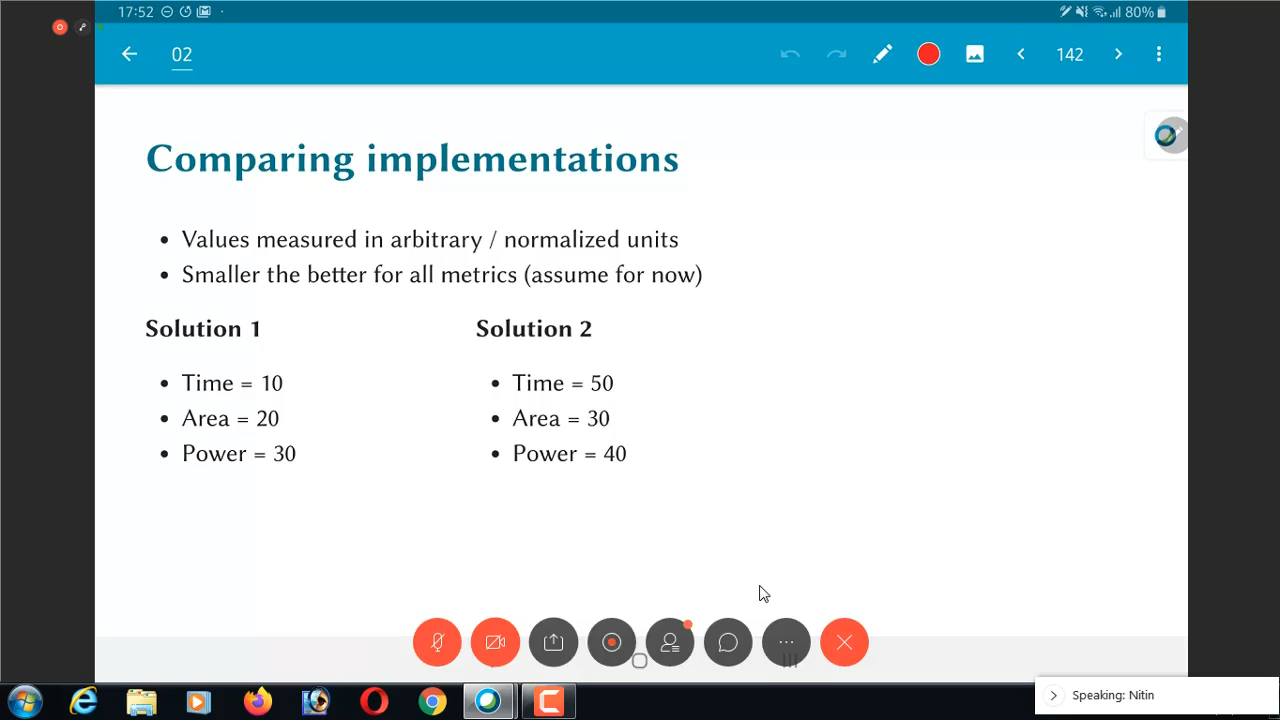 17:52
80%
02
142
Comparing implementations
• Values measured in arbitrary / normalized units
• Smaller the better for all metrics (assume for now)
Solution 1
• Time = 10
• Area = 20
• Power = 30
Solution 2
• Time = 50
• Area = 30
• Power = 40
Speaking: Nitin